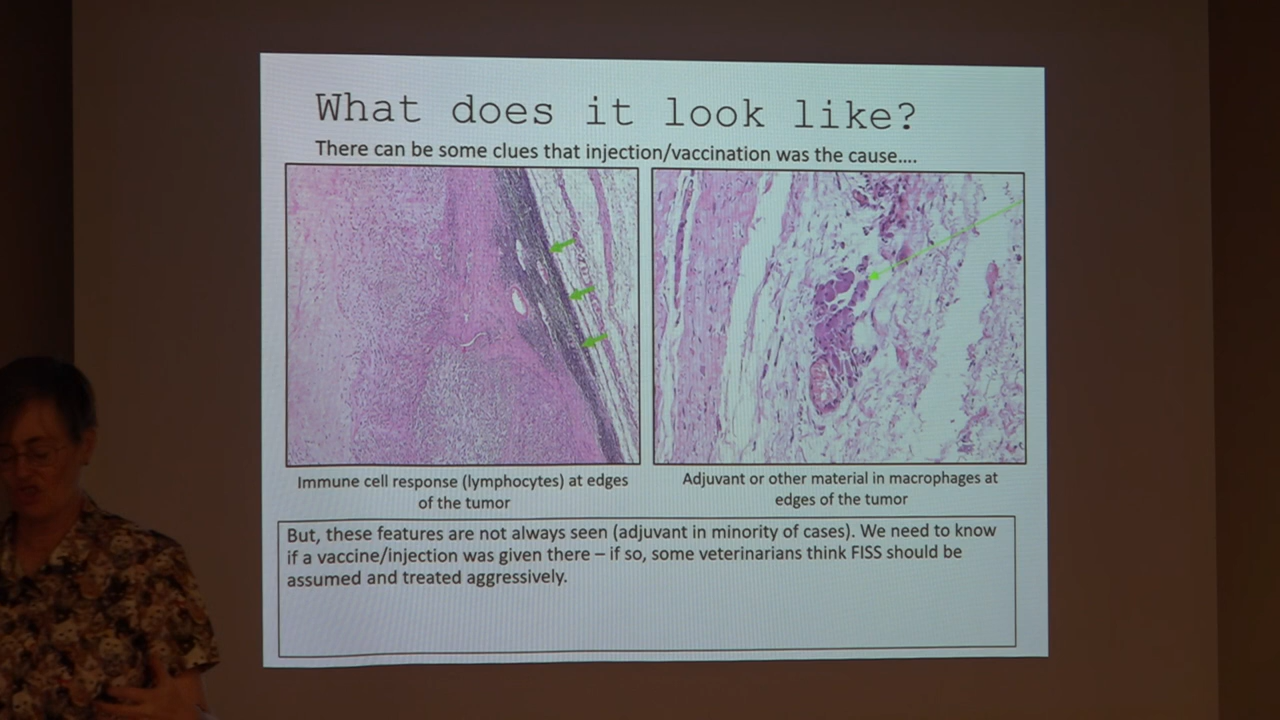 What does it look like?
There can be some clues that injection/vaccination was the cause....
Immune cell response (lymphocytes) at edges
of the tumor
Adjuvant or other material in macrophages at
edges of the tumor
But, these features are not always seen (adjuvant in minority of cases). We need to know
if a vaccine/injection was given there – if so, some veterinarians think FISS should be
assumed and treated aggressively.